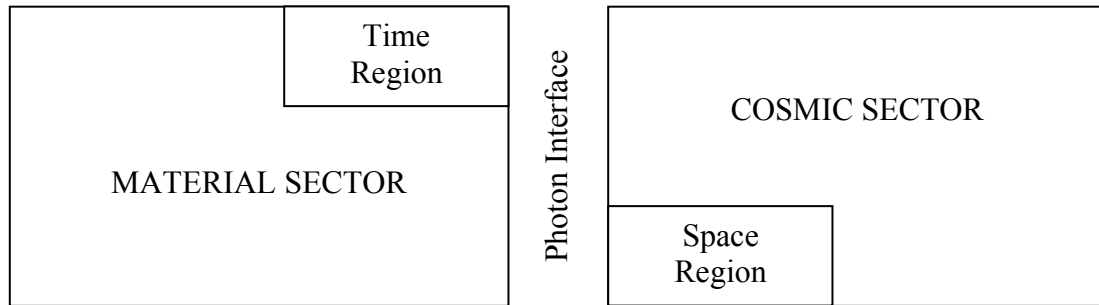 Time
Region
MATERIAL SECTOR
Photon Interface
COSMIC SECTOR
Space
Region